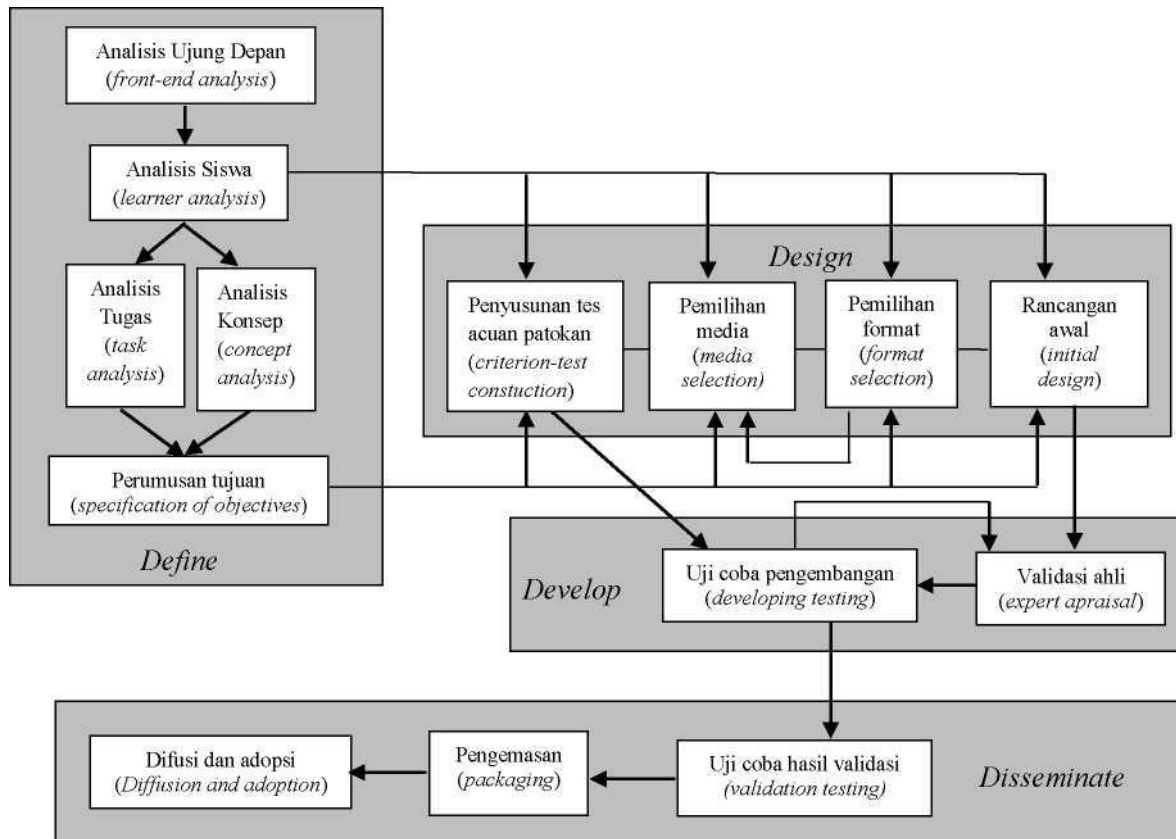 Analisis Ujung Depan
(front-end analysis)
Analisis Siswa
(learner analysis)
Analisis
Tugas
(task
analysis)
Analisis
Konsep
(concept
analysis)
Perumusan tujuan
(specification of objectives)
Define
Design
Penyusunan tes
acuan patokan
(criterion-test
constuction)
Pemilihan
media
(media
selection)
Pemilihan
format
(format
selection)
Rancangan
awal
(initial
design)
Develop
Uji coba pengembangan
(developing testing)
Validasi ahli
(expert apraisal)
Difusi dan adopsi
(Diffusion and adoption)
Pengemasan
(packaging)
Uji coba hasil validasi
(validation testing)
Disseminate